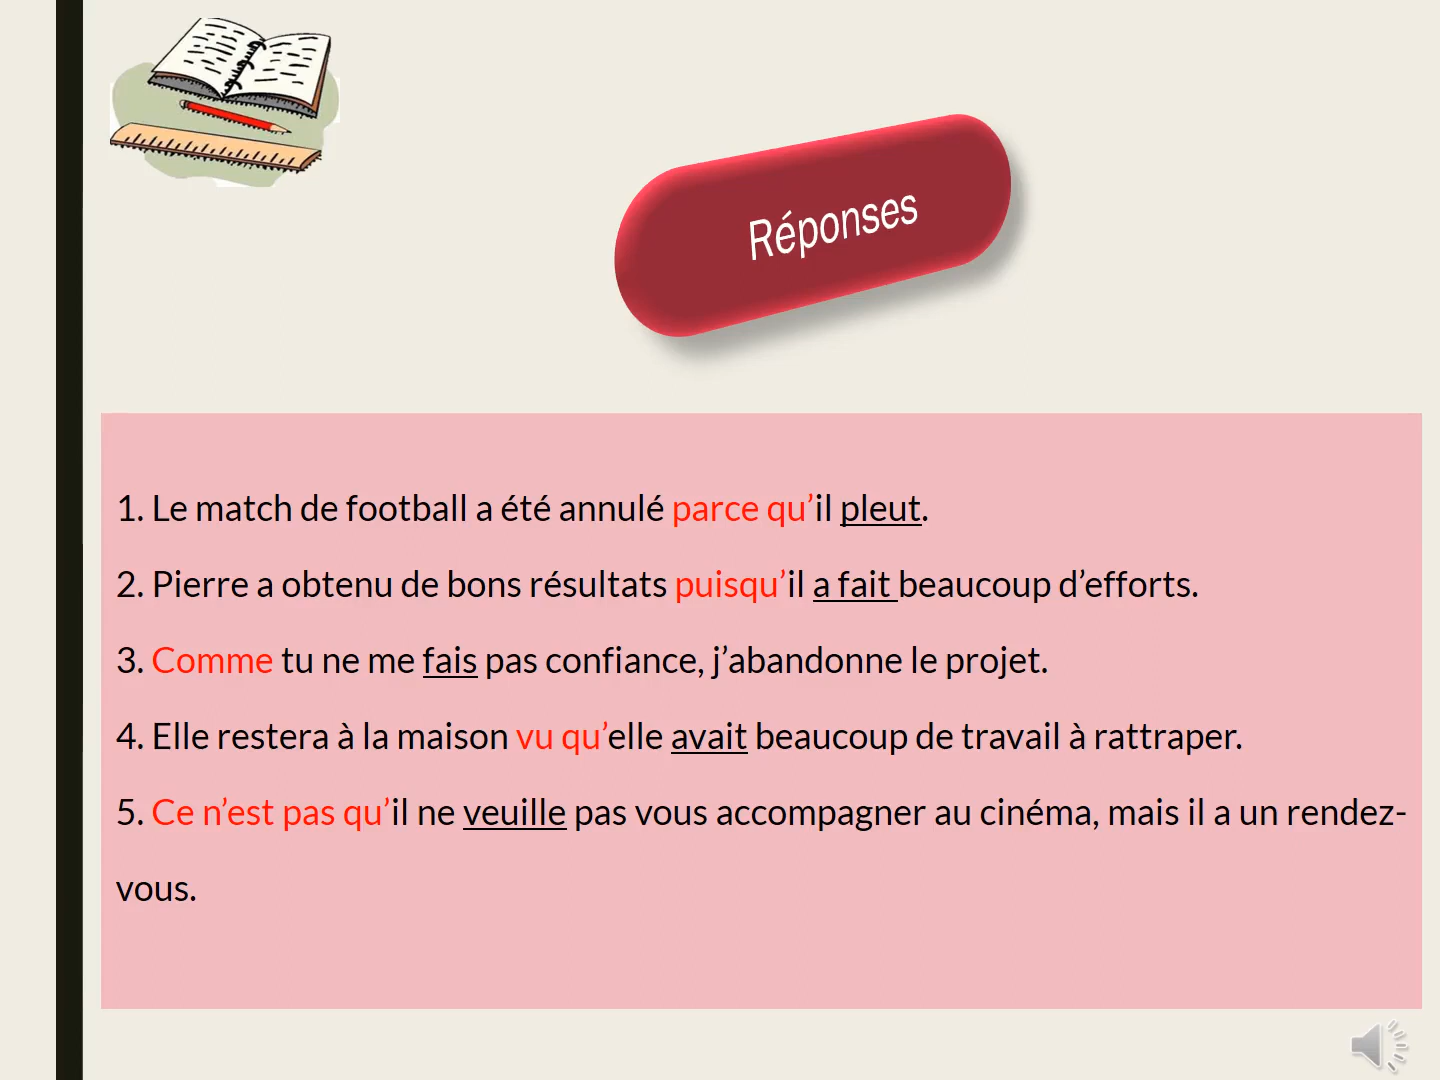 Réponses
1. Le match de football a été annulé parce qu’il pleut.
2. Pierre a obtenu de bons résultats puisqu’il a fait beaucoup d’efforts.
3. Comme tu ne me fais pas confiance, j’abandonne le projet.
4. Elle restera à la maison vu qu’elle avait beaucoup de travail à rattraper.
5. Ce n’est pas qu’il ne veuille pas vous accompagner au cinéma, mais il a un rendez-
vous.